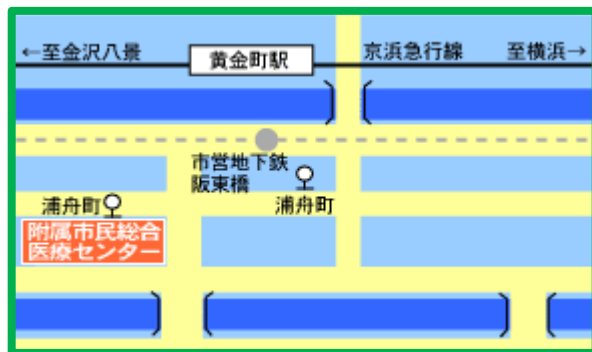 ←至金沢八景
黄金町駅
京浜急行線
至横浜→
市営地下鉄
阪東橋
浦舟町
浦舟町
附属市民総合
医療センター